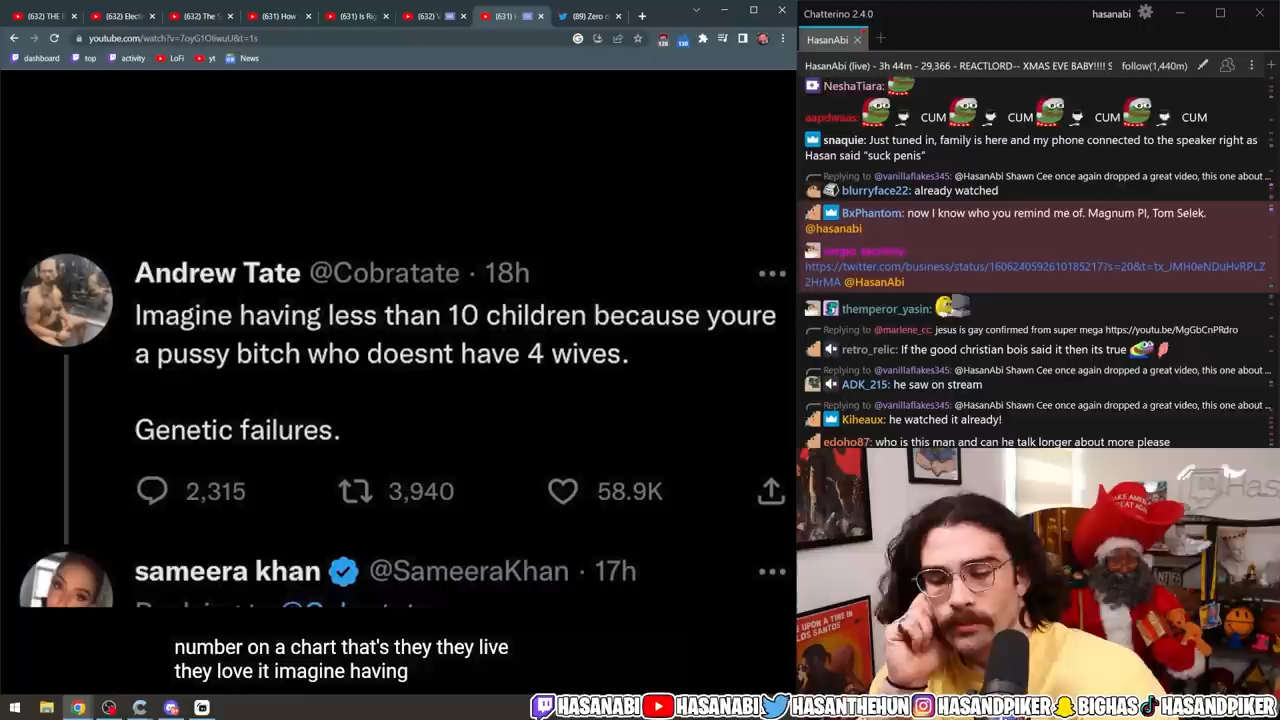 (632) THE F
(632) Electi
(632) The S
(631) How
(631) Is Rig
(632) V
(631) H
(89) Zero o
youtube.com/watch?v=7oyG1OliwuU&t=1s
dashboard
top
activity
LoFi
yt
News
Andrew Tate @Cobratate · 18h
Imagine having less than 10 children because youre
a pussy bitch who doesnt have 4 wives.
Genetic failures.
2,315
3,940
58.9K
sameera khan @SameeraKhan · 17h
number on a chart that's they they live
they love it imagine having
Chatterino 2.4.0
hasanabi
HasanAbi
HasanAbi (live) - 3h 44m - 29,366 - REACTLORD-- XMAS EVE BABY!!!! S
follow(1,440m)
NeshaTiara:
aapdwaas: CUM CUM CUM CUM
snaquie: Just tuned in, family is here and my phone connected to the speaker right as
Hasan said "suck penis"
Replying to @vanillaflakes345: @HasanAbi Shawn Cee once again dropped a great video, this one about ...
blurryface22: already watched
BxPhantom: now I know who you remind me of. Magnum PI, Tom Selek.
@hasanabi
https://twitter.com/business/status/1606240592610185217?s=20&t=tx_JMH0eNDuHvRPLZ
2HrMA @HasanAbi
themperor_yasin:
Replying to @marlene_cc: jesus is gay confirmed from super mega https://youtu.be/MgGbCnPRdro
retro_relic: If the good christian bois said it then its true
Replying to @vanillaflakes345: @HasanAbi Shawn Cee once again dropped a great video, this one about ...
ADK_215: he saw on stream
Replying to @vanillaflakes345: @HasanAbi Shawn Cee once again dropped a great video, this one about ...
Kiheaux: he watched it already!
edoho87: who is this man and can he talk longer about more please
HASANABI
HASANABI
HASANTHEHUN
HASANDPIKER
BIGHAS
HASANDPIKER